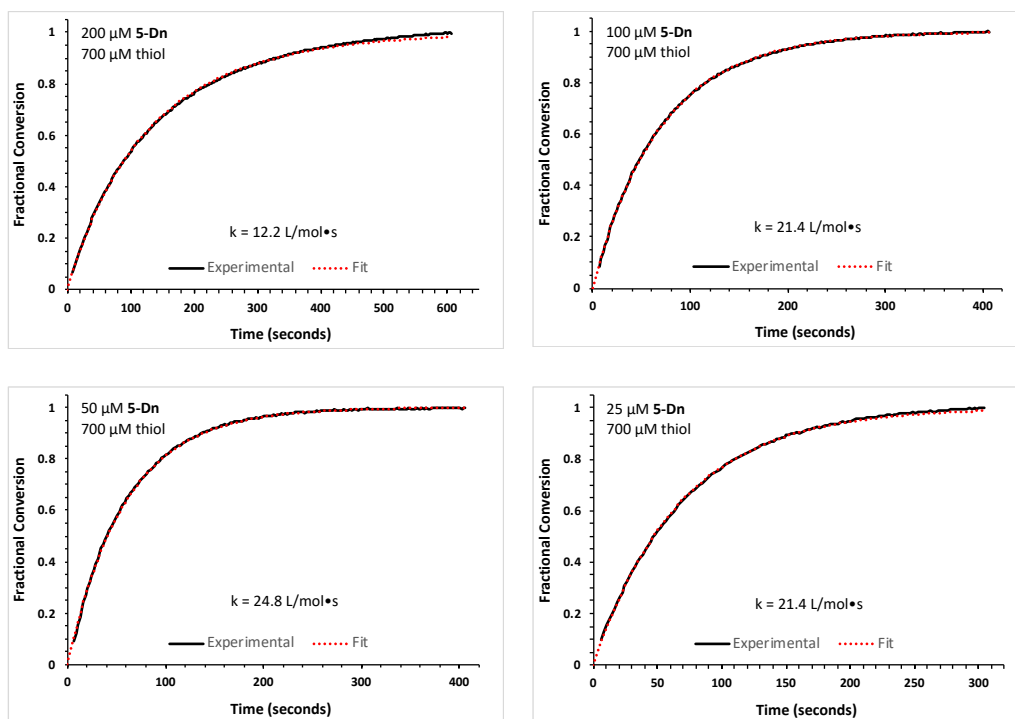 200 µM 5-Dn
700 µM thiol
Fractional Conversion
1
0.8
0.6
0.4
0.2
0
k = 12.2 L/mol•s
Experimental Fit
0 100 200 300 400 500 600
Time (seconds)
100 µM 5-Dn
700 µM thiol
Fractional Conversion
1
0.8
0.6
0.4
0.2
0
k = 21.4 L/mol•s
Experimental Fit
0 100 200 300 400
Time (seconds)
50 µM 5-Dn
700 µM thiol
Fractional Conversion
1
0.8
0.6
0.4
0.2
0
k = 24.8 L/mol•s
Experimental Fit
0 100 200 300 400
Time (seconds)
25 µM 5-Dn
700 µM thiol
Fractional Conversion
1
0.8
0.6
0.4
0.2
0
k = 21.4 L/mol•s
Experimental Fit
0 50 100 150 200 250 300
Time (seconds)